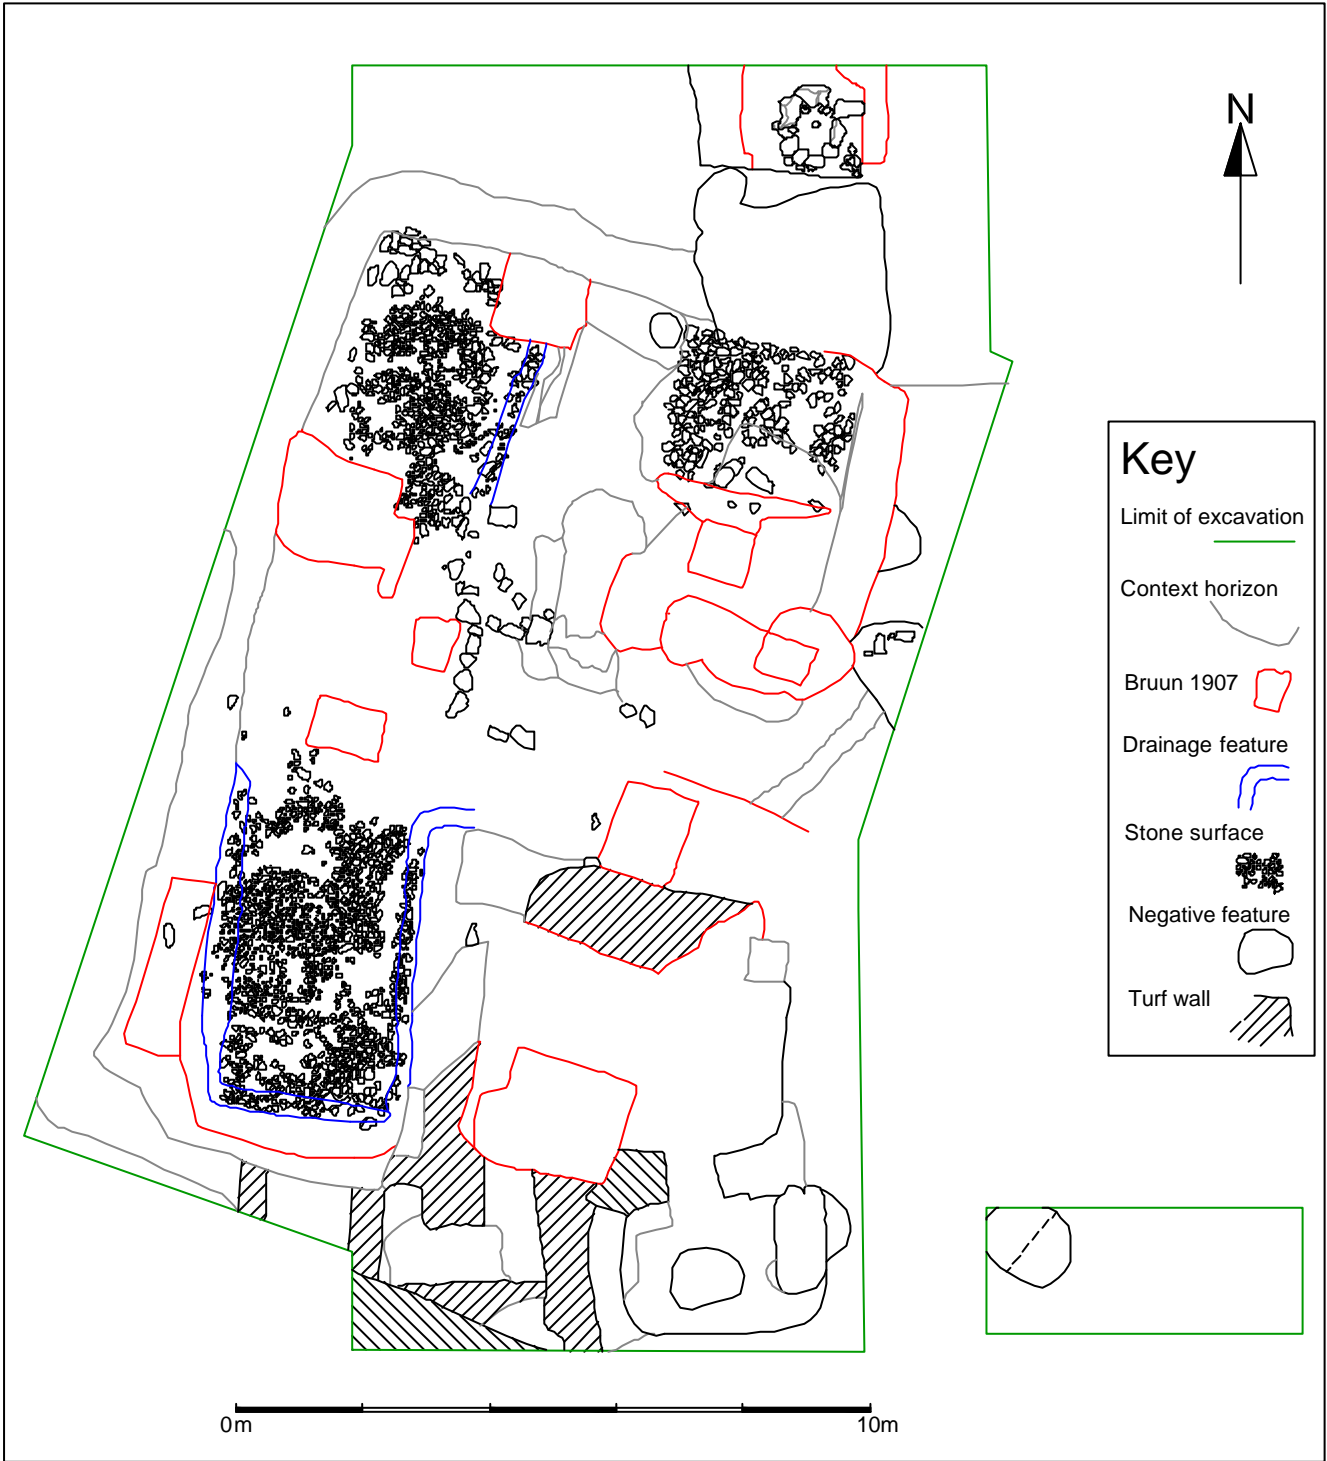 N
Key
Limit of excavation
Context horizon
Bruun 1907
Drainage feature
Stone surface
Negative feature
Turf wall
0m
10m